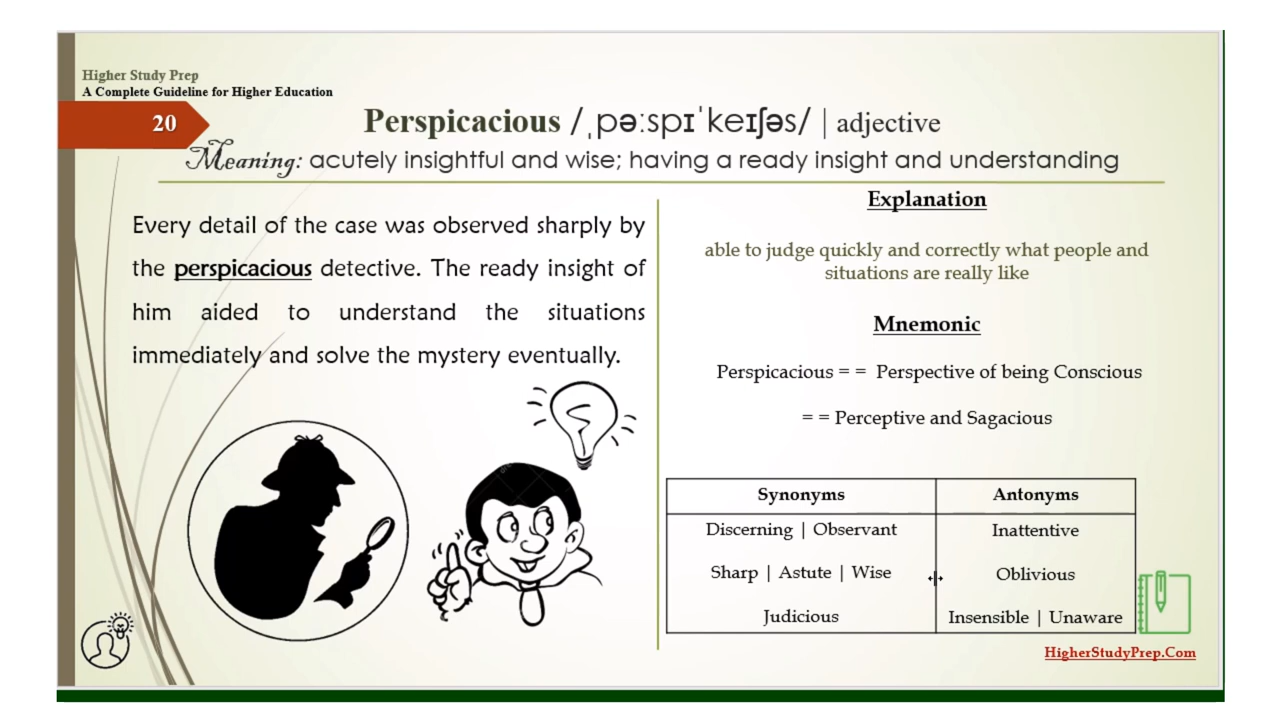 Higher Study Prep
A Complete Guideline for Higher Education
20
Perspicacious /ˌpəːspɪˈkeɪʃəs/ | adjective
Meaning: acutely insightful and wise; having a ready insight and understanding
Every detail of the case was observed sharply by
the perspicacious detective. The ready insight of
him aided to understand the situations
immediately and solve the mystery eventually.
Explanation
able to judge quickly and correctly what people and
situations are really like
Mnemonic
Perspicacious = = Perspective of being Conscious
= = Perceptive and Sagacious
Synonyms
Discerning | Observant
Sharp | Astute | Wise
Judicious
Antonyms
Inattentive
Oblivious
Insensible | Unaware
HigherStudyPrep.Com